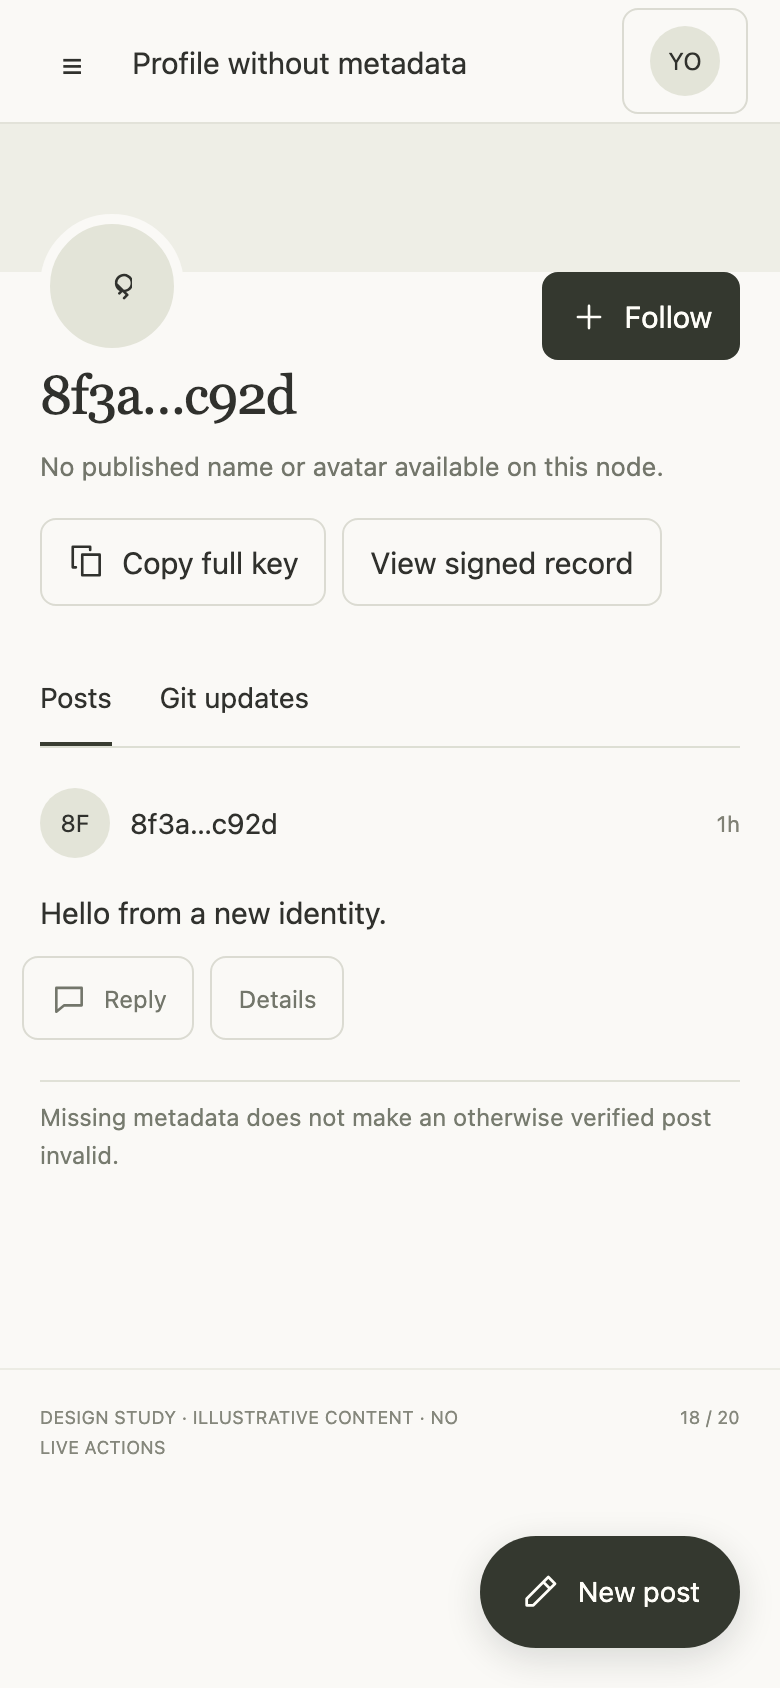 Profile without metadata
YO
Follow
8f3a…c92d
No published name or avatar available on this node.
Copy full key
View signed record
Posts
Git updates
8F
8f3a…c92d
1h
Hello from a new identity.
Reply
Details
Missing metadata does not make an otherwise verified post
invalid.
DESIGN STUDY · ILLUSTRATIVE CONTENT · NO
LIVE ACTIONS
18 / 20
New post